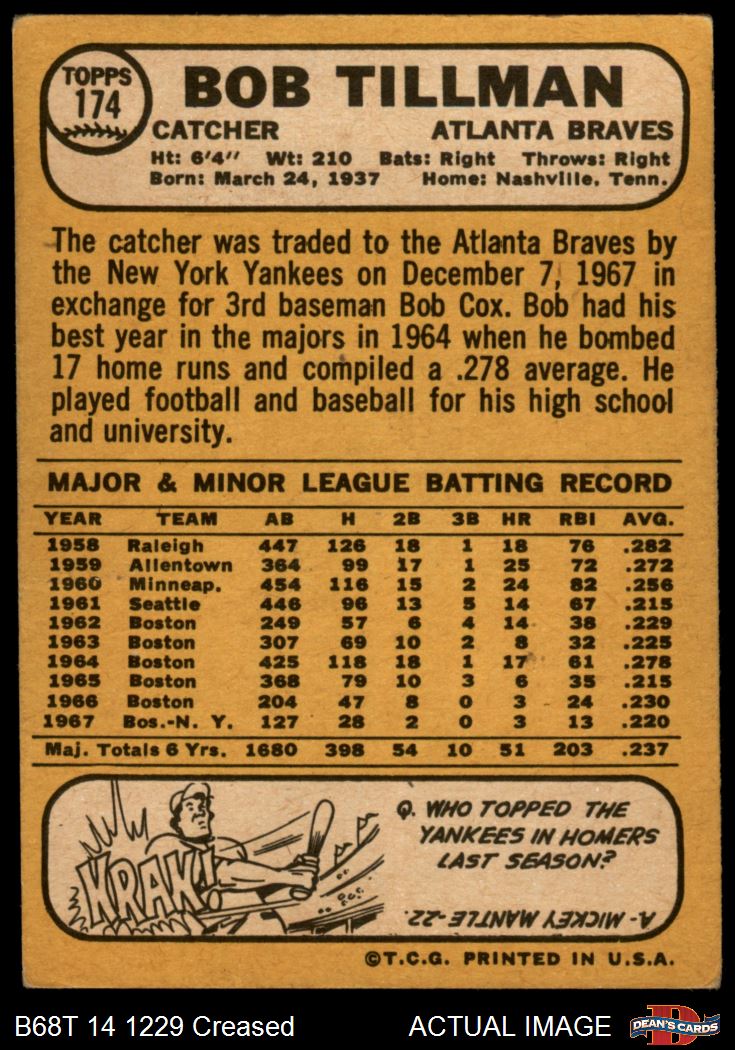 TOPPS
174
BOB TILLMAN
CATCHER ATLANTA BRAVES
Ht: 6'4" Wt: 210 Bats: Right Throws: Right
Born: March 24, 1937 Home: Nashville, Tenn.
The catcher was traded to the Atlanta Braves by
the New York Yankees on December 7, 1967 in
exchange for 3rd baseman Bob Cox. Bob had his
best year in the majors in 1964 when he bombed
17 home runs and compiled a .278 average. He
played football and baseball for his high school
and university.
MAJOR & MINOR LEAGUE BATTING RECORD
YEAR TEAM AB H 2B 3B HR RBI AVG.
1958 Raleigh 447 126 18 1 18 76 .282
1959 Allentown 364 99 17 1 25 72 .272
1960 Minneap. 454 116 15 2 24 82 .256
1961 Seattle 446 96 13 5 14 67 .215
1962 Boston 249 57 6 4 14 38 .229
1963 Boston 307 69 10 2 8 32 .225
1964 Boston 425 118 18 1 17 61 .278
1965 Boston 368 79 10 3 6 35 .215
1966 Boston 204 47 8 0 3 24 .230
1967 Bos.-N. Y. 127 28 2 0 3 13 .220
Maj. Totals 6 Yrs. 1680 398 54 10 51 203 .237
KRAK!
Q. WHO TOPPED THE
YANKEES IN HOMERS
LAST SEASON?
A.- MICKEY MANTLE-22.
©T.C.G. PRINTED IN U.S.A.
B68T 14 1229 Creased ACTUAL IMAGE
D
DEAN'S CARDS